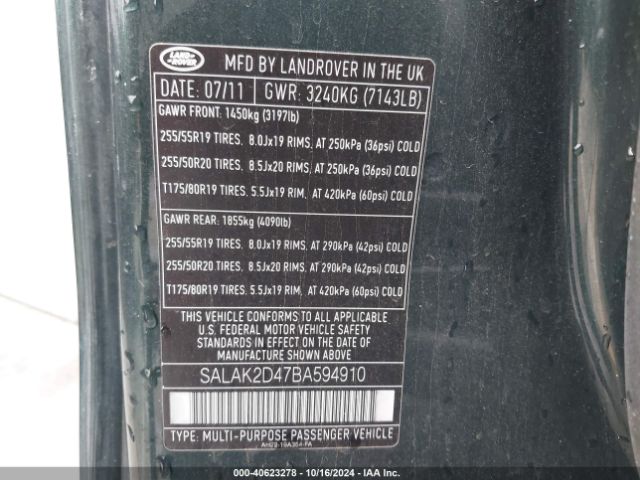 LAND ROVER
MFD BY LANDROVER IN THE UK
DATE: 07/11 GWR: 3240KG (7143LB)
GAWR FRONT: 1450kg (3197lb)
255/55R19 TIRES. 8.0Jx19 RIMS, AT 250kPa (36psi) COLD
255/50R20 TIRES. 8.5Jx20 RIMS, AT 250kPa (36psi) COLD
T175/80R19 TIRES. 5.5Jx19 RIM, AT 420kPa (60psi) COLD
GAWR REAR: 1855kg (4090lb)
255/55R19 TIRES. 8.0Jx19 RIMS, AT 290kPa (42psi) COLD
255/50R20 TIRES. 8.5Jx20 RIMS, AT 290kPa (42psi) COLD
T175/80R19 TIRES. 5.5Jx19 RIM, AT 420kPa (60psi) COLD
THIS VEHICLE CONFORMS TO ALL APPLICABLE
U.S. FEDERAL MOTOR VEHICLE SAFETY
STANDARDS IN EFFECT ON THE DATE OF
MANUFACTURE SHOWN ABOVE
SALAK2D47BA594910
TYPE: MULTI-PURPOSE PASSENGER VEHICLE
000-40623278 - 10/16/2024 - IAA Inc.